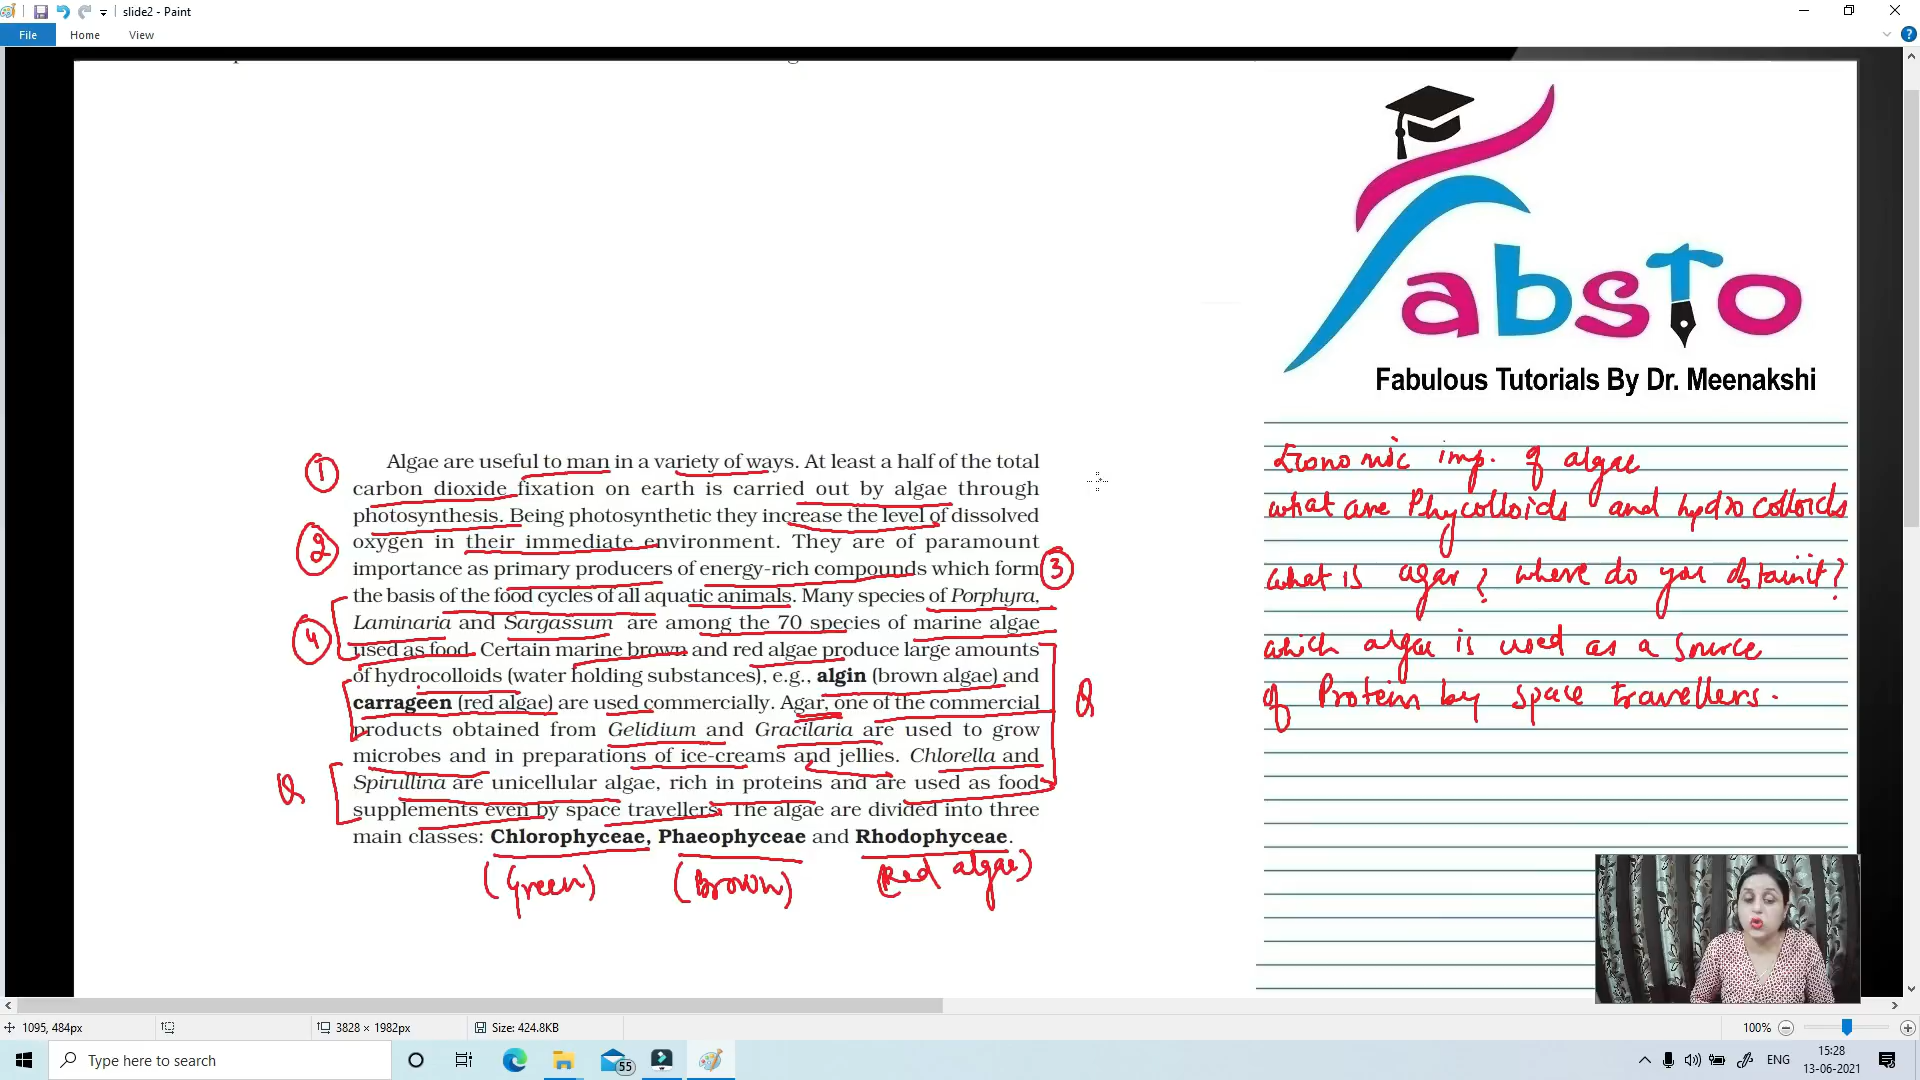 slide2 - Paint
File Home View
absTo
Fabulous Tutorials By Dr. Meenakshi
① Algae are useful to man in a variety of ways. At least a half of the total
carbon dioxide fixation on earth is carried out by algae through
photosynthesis. Being photosynthetic they increase the level of dissolved
② oxygen in their immediate environment. They are of paramount
importance as primary producers of energy-rich compounds which form ③
the basis of the food cycles of all aquatic animals. Many species of Porphyra,
④ Laminaria and Sargassum are among the 70 species of marine algae
used as food. Certain marine brown and red algae produce large amounts
of hydrocolloids (water holding substances), e.g., algin (brown algae) and
carrageen (red algae) are used commercially. Agar, one of the commercial Q
products obtained from Gelidium and Gracilaria are used to grow
microbes and in preparations of ice-creams and jellies. Chlorella and
Q Spirullina are unicellular algae, rich in proteins and are used as food
supplements even by space travellers. The algae are divided into three
main classes: Chlorophyceae, Phaeophyceae and Rhodophyceae.
(Green) (Brown) (Red algae)
Economic imp. of algae
what are Phycolloids and hydrocolloids
what is agar? where do you obtain it?
which algae is used as a source
of Protein by space travellers.
1095, 484px 3828 × 1982px Size: 424.8KB 100%
Type here to search
55
ENG
15:28
13-06-2021